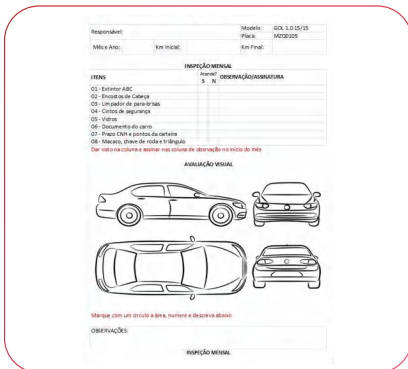 Responsável: Modelo: GOL 1.0 15/15
Placa: MZQ0105
Mês e Ano: Km Inicial: Km Final:
INSPEÇÃO MENSAL
ITENS Atende? S N OBSERVAÇÃO/ASSINATURA
01 - Extintor ABC
02 - Encostos de Cabeça
03 - Limpador de para-brisas
04 - Cintos de segurança
05 - Vidros
06 - Documento do carro
07 - Prazo CNH e pontos da carteira
08 - Macaco, chave de roda e triângulo
Dar visto na coluna e assinar nas coluna de obsrvação no início do mês
AVALIAÇÃO VISUAL
Marque com um círculo a área, numere e descreva abaixo
OBSERVAÇÕES:
INSPEÇÃO MENSAL